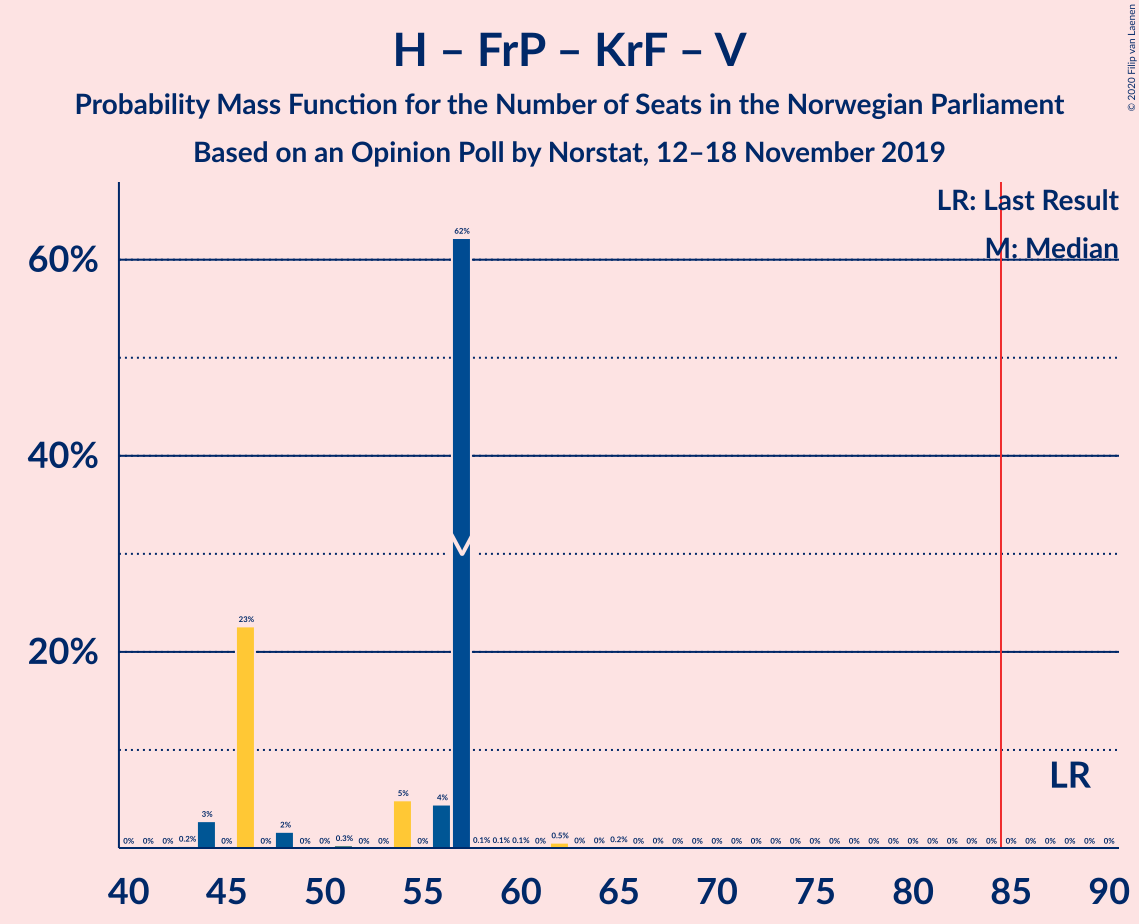 H – FrP – KrF – V
Probability Mass Function for the Number of Seats in the Norwegian Parliament
Based on an Opinion Poll by Norstat, 12–18 November 2019
© 2020 Filip van Laenen
LR: Last Result
M: Median
60%
40%
20%
LR
0% 0% 0% 0.2% 3% 0% 23% 0% 2% 0% 0% 0.3% 0% 0% 5% 0% 4% 62% 0.1% 0.1% 0.1% 0% 0.5% 0% 0% 0.2% 0% 0% 0% 0% 0% 0% 0% 0% 0% 0% 0% 0% 0% 0% 0% 0% 0% 0% 0% 0% 0% 0% 0% 0% 0%
40 45 50 55 60 65 70 75 80 85 90